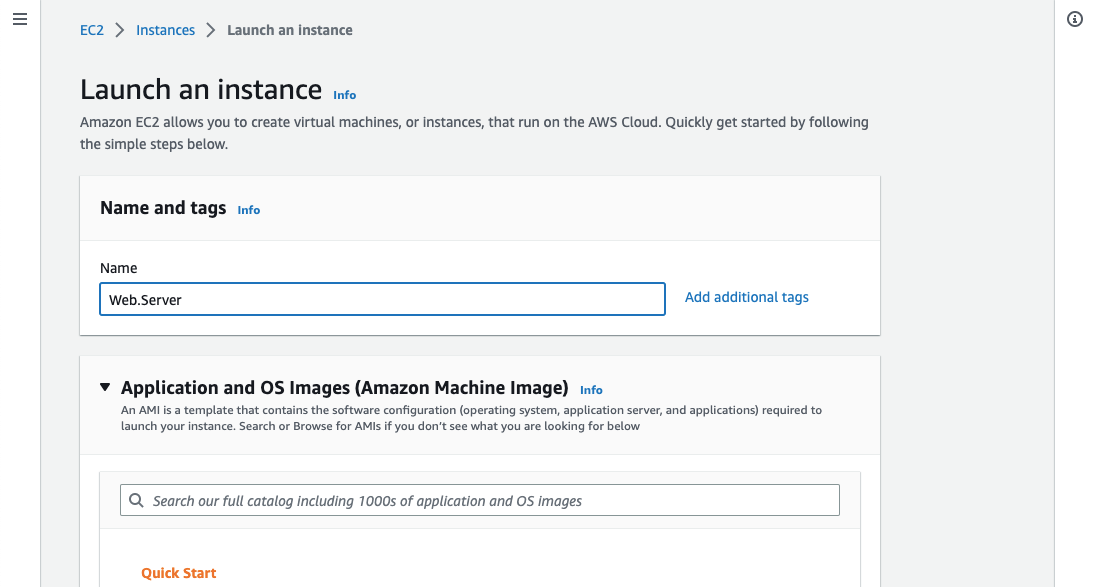 EC2 > Instances > Launch an instance
Launch an instance Info
Amazon EC2 allows you to create virtual machines, or instances, that run on the AWS Cloud. Quickly get started by following
the simple steps below.
Name and tags Info
Name
Web.Server Add additional tags
Application and OS Images (Amazon Machine Image) Info
An AMI is a template that contains the software configuration (operating system, application server, and applications) required to
launch your instance. Search or Browse for AMIs if you don't see what you are looking for below
Search our full catalog including 1000s of application and OS images
Quick Start